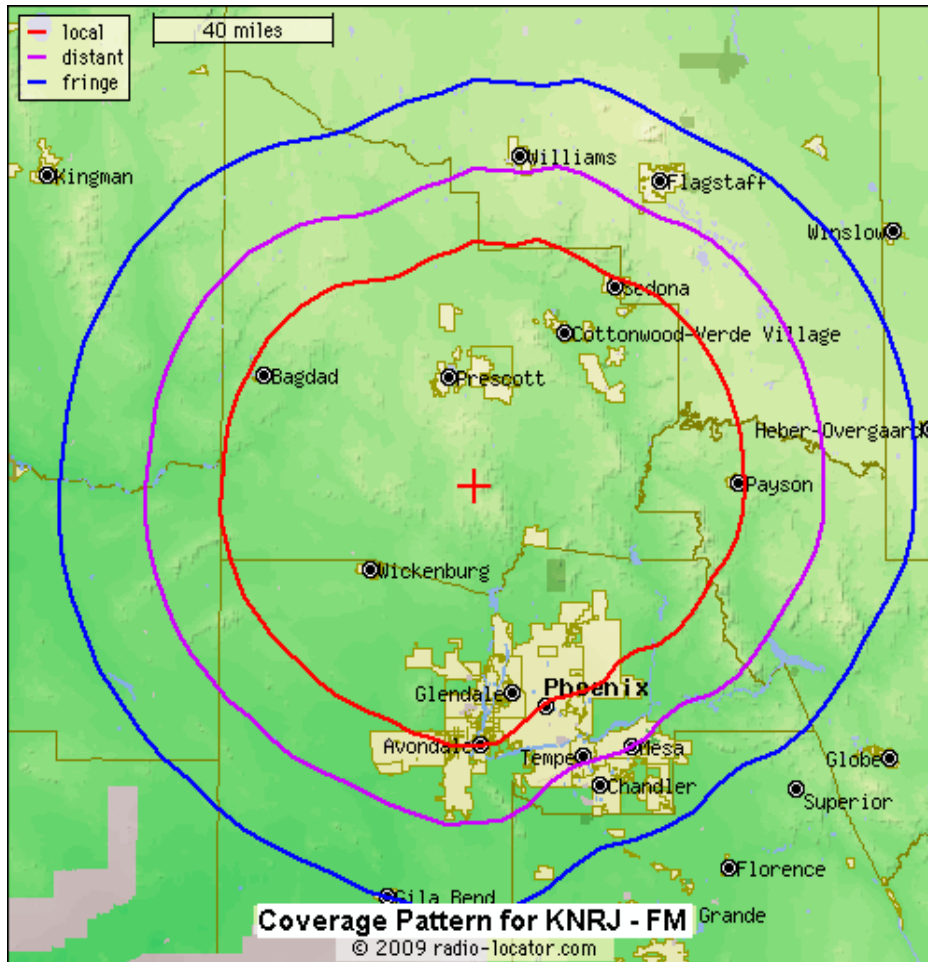 local
distant
fringe
40 miles
Kingman
Williams
Flagstaff
Winslow
Sedona
Cottonwood-Verde Village
Bagdad
Prescott
Heber-Overgaard
Payson
Wickenburg
Glendale
Phoenix
Avondale
Tempe
Mesa
Globe
Chandler
Superior
Florence
Gila Bend
Grande
Coverage Pattern for KNRJ - FM
© 2009 radio-locator.com